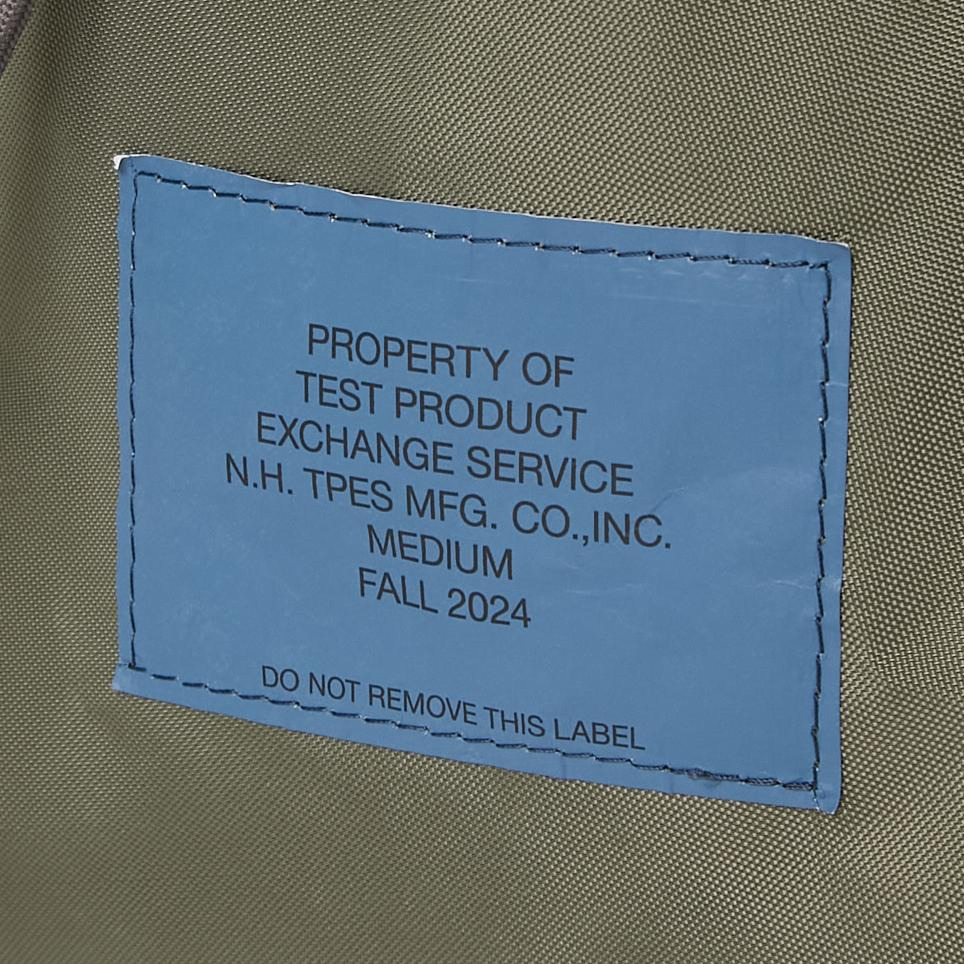 PROPERTY OF
TEST PRODUCT
EXCHANGE SERVICE
N.H. TPES MFG. CO.,INC.
MEDIUM
FALL 2024
DO NOT REMOVE THIS LABEL